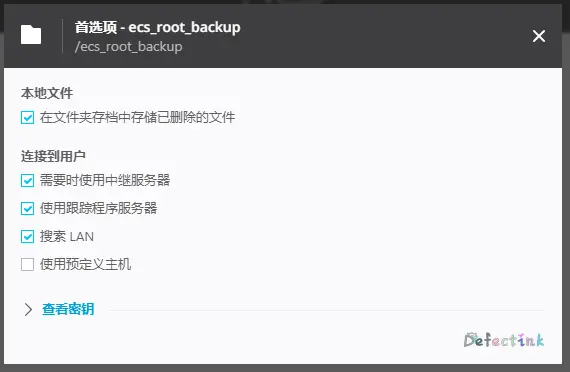 首选项 - ecs_root_backup
/ecs_root_backup
本地文件
在文件夹存档中存储已删除的文件
连接到用户
需要时使用中继服务器
使用跟踪程序服务器
搜索 LAN
使用预定义主机
查看密钥
Defectink